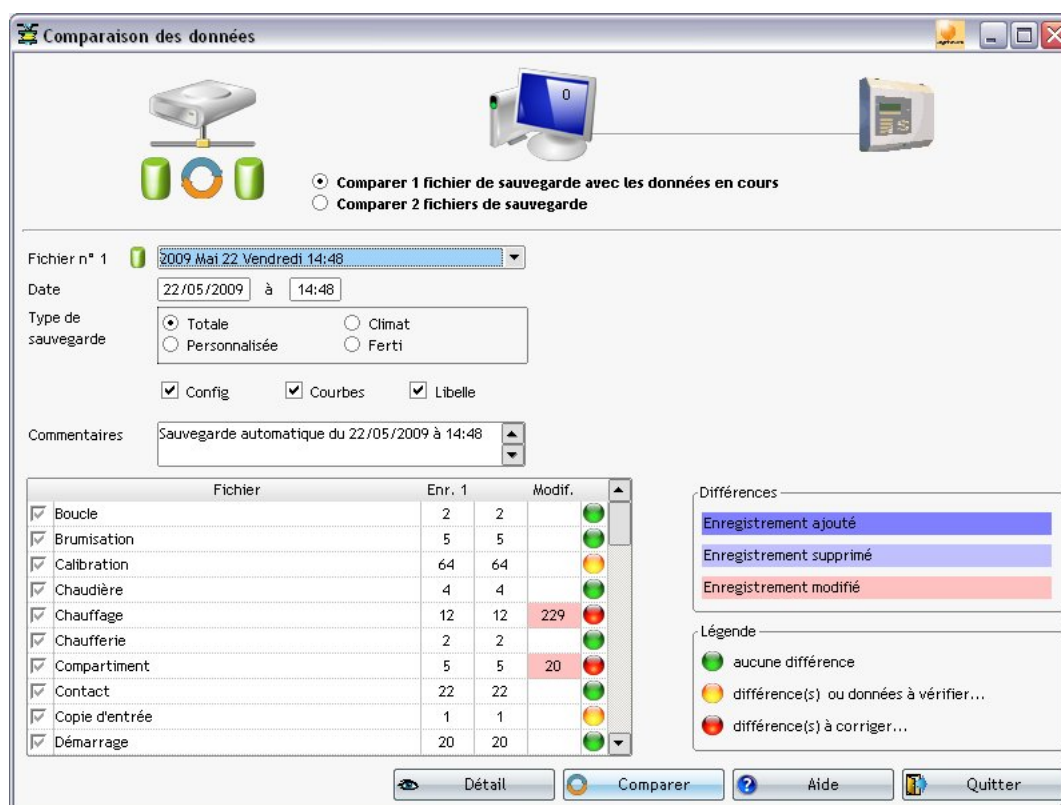 Comparaison des données
0
Comparer 1 fichier de sauvegarde avec les données en cours
Comparer 2 fichiers de sauvegarde
Fichier n° 1 2009 Mai 22 Vendredi 14:48
Date 22/05/2009 à 14:48
Type de sauvegarde
Totale Climat
Personnalisée Ferti
Config Courbes Libelle
Commentaires Sauvegarde automatique du 22/05/2009 à 14:48
Fichier Enr. 1 Modif.
Boucle 2 2
Brumisation 5 5
Calibration 64 64
Chaudière 4 4
Chauffage 12 12 229
Chaufferie 2 2
Compartiment 5 5 20
Contact 22 22
Copie d'entrée 1 1
Démarrage 20 20
Différences
Enregistrement ajouté
Enregistrement supprimé
Enregistrement modifié
Légende
aucune différence
différence(s) ou données à vérifier...
différence(s) à corriger...
Détail Comparer Aide Quitter